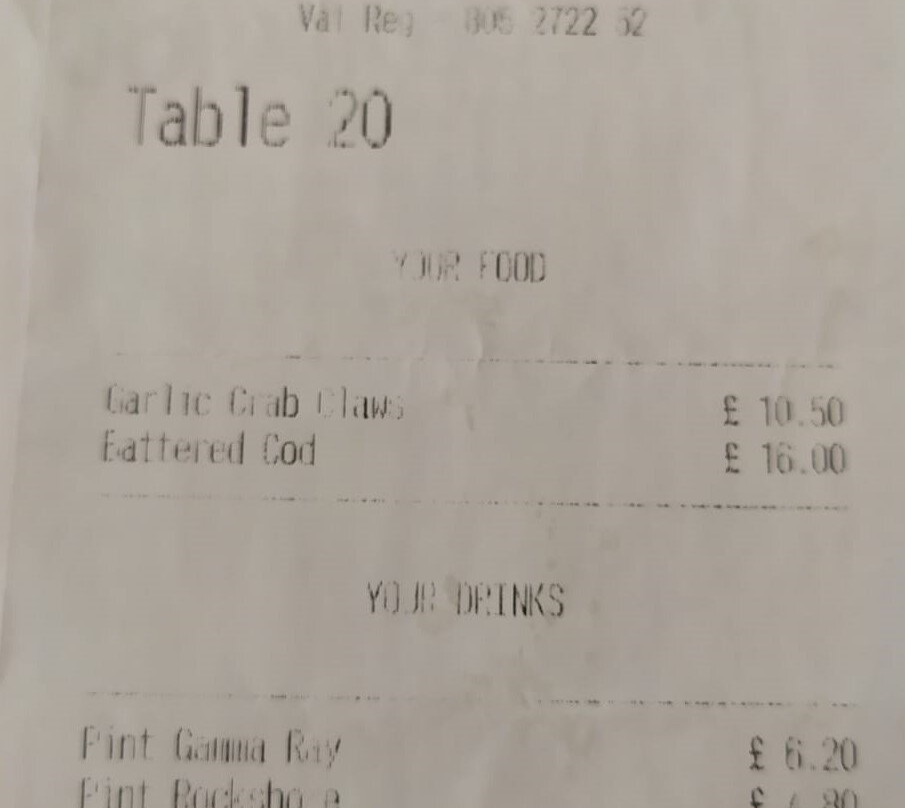 Vat Reg 805 2722 52
Table 20
YOUR FOOD
Garlic Crab Claws £ 10.50
Battered Cod £ 16.00
YOUR DRINKS
Pint Gamma Ray £ 6.20
Pint Rockshore £